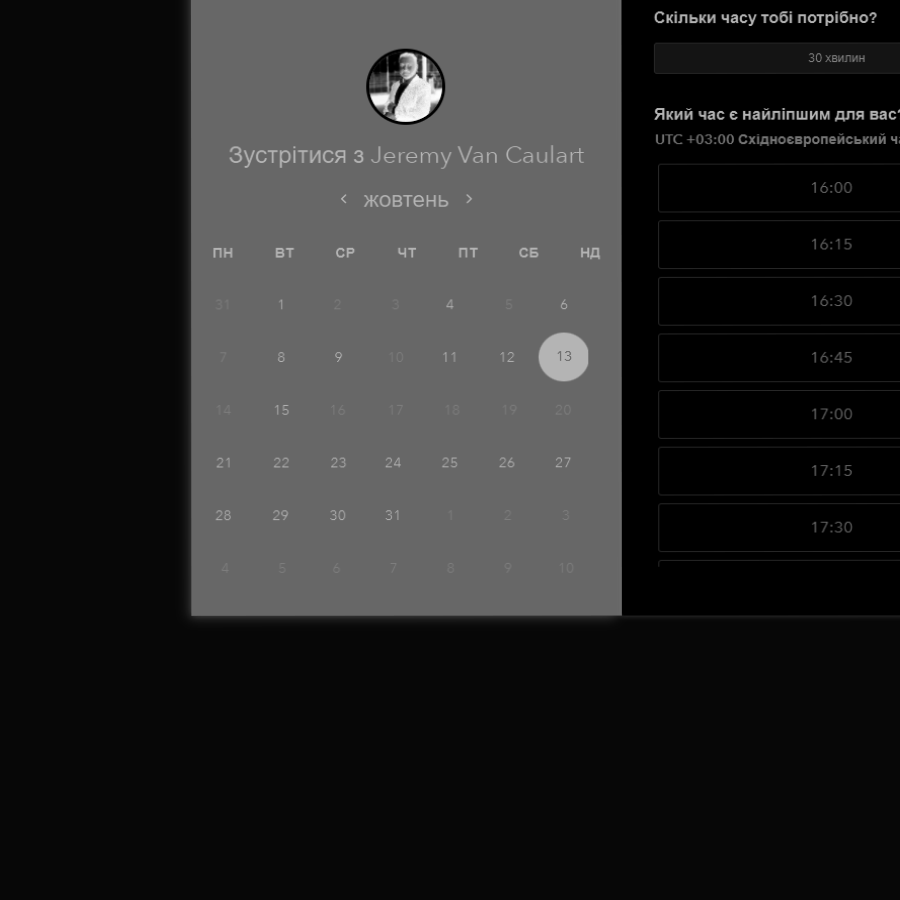 Зустрітися з Jeremy Van Caulart
жовтень
ПН ВТ СР ЧТ ПТ СБ НД
31 1 2 3 4 5 6
7 8 9 10 11 12 13
14 15 16 17 18 19 20
21 22 23 24 25 26 27
28 29 30 31 1 2 3
4 5 6 7 8 9 10
Скільки часу тобі потрібно?
30 хвилин
Який час є найліпшим для вас?
UTC +03:00 Східноєвропейський ча
16:00
16:15
16:30
16:45
17:00
17:15
17:30